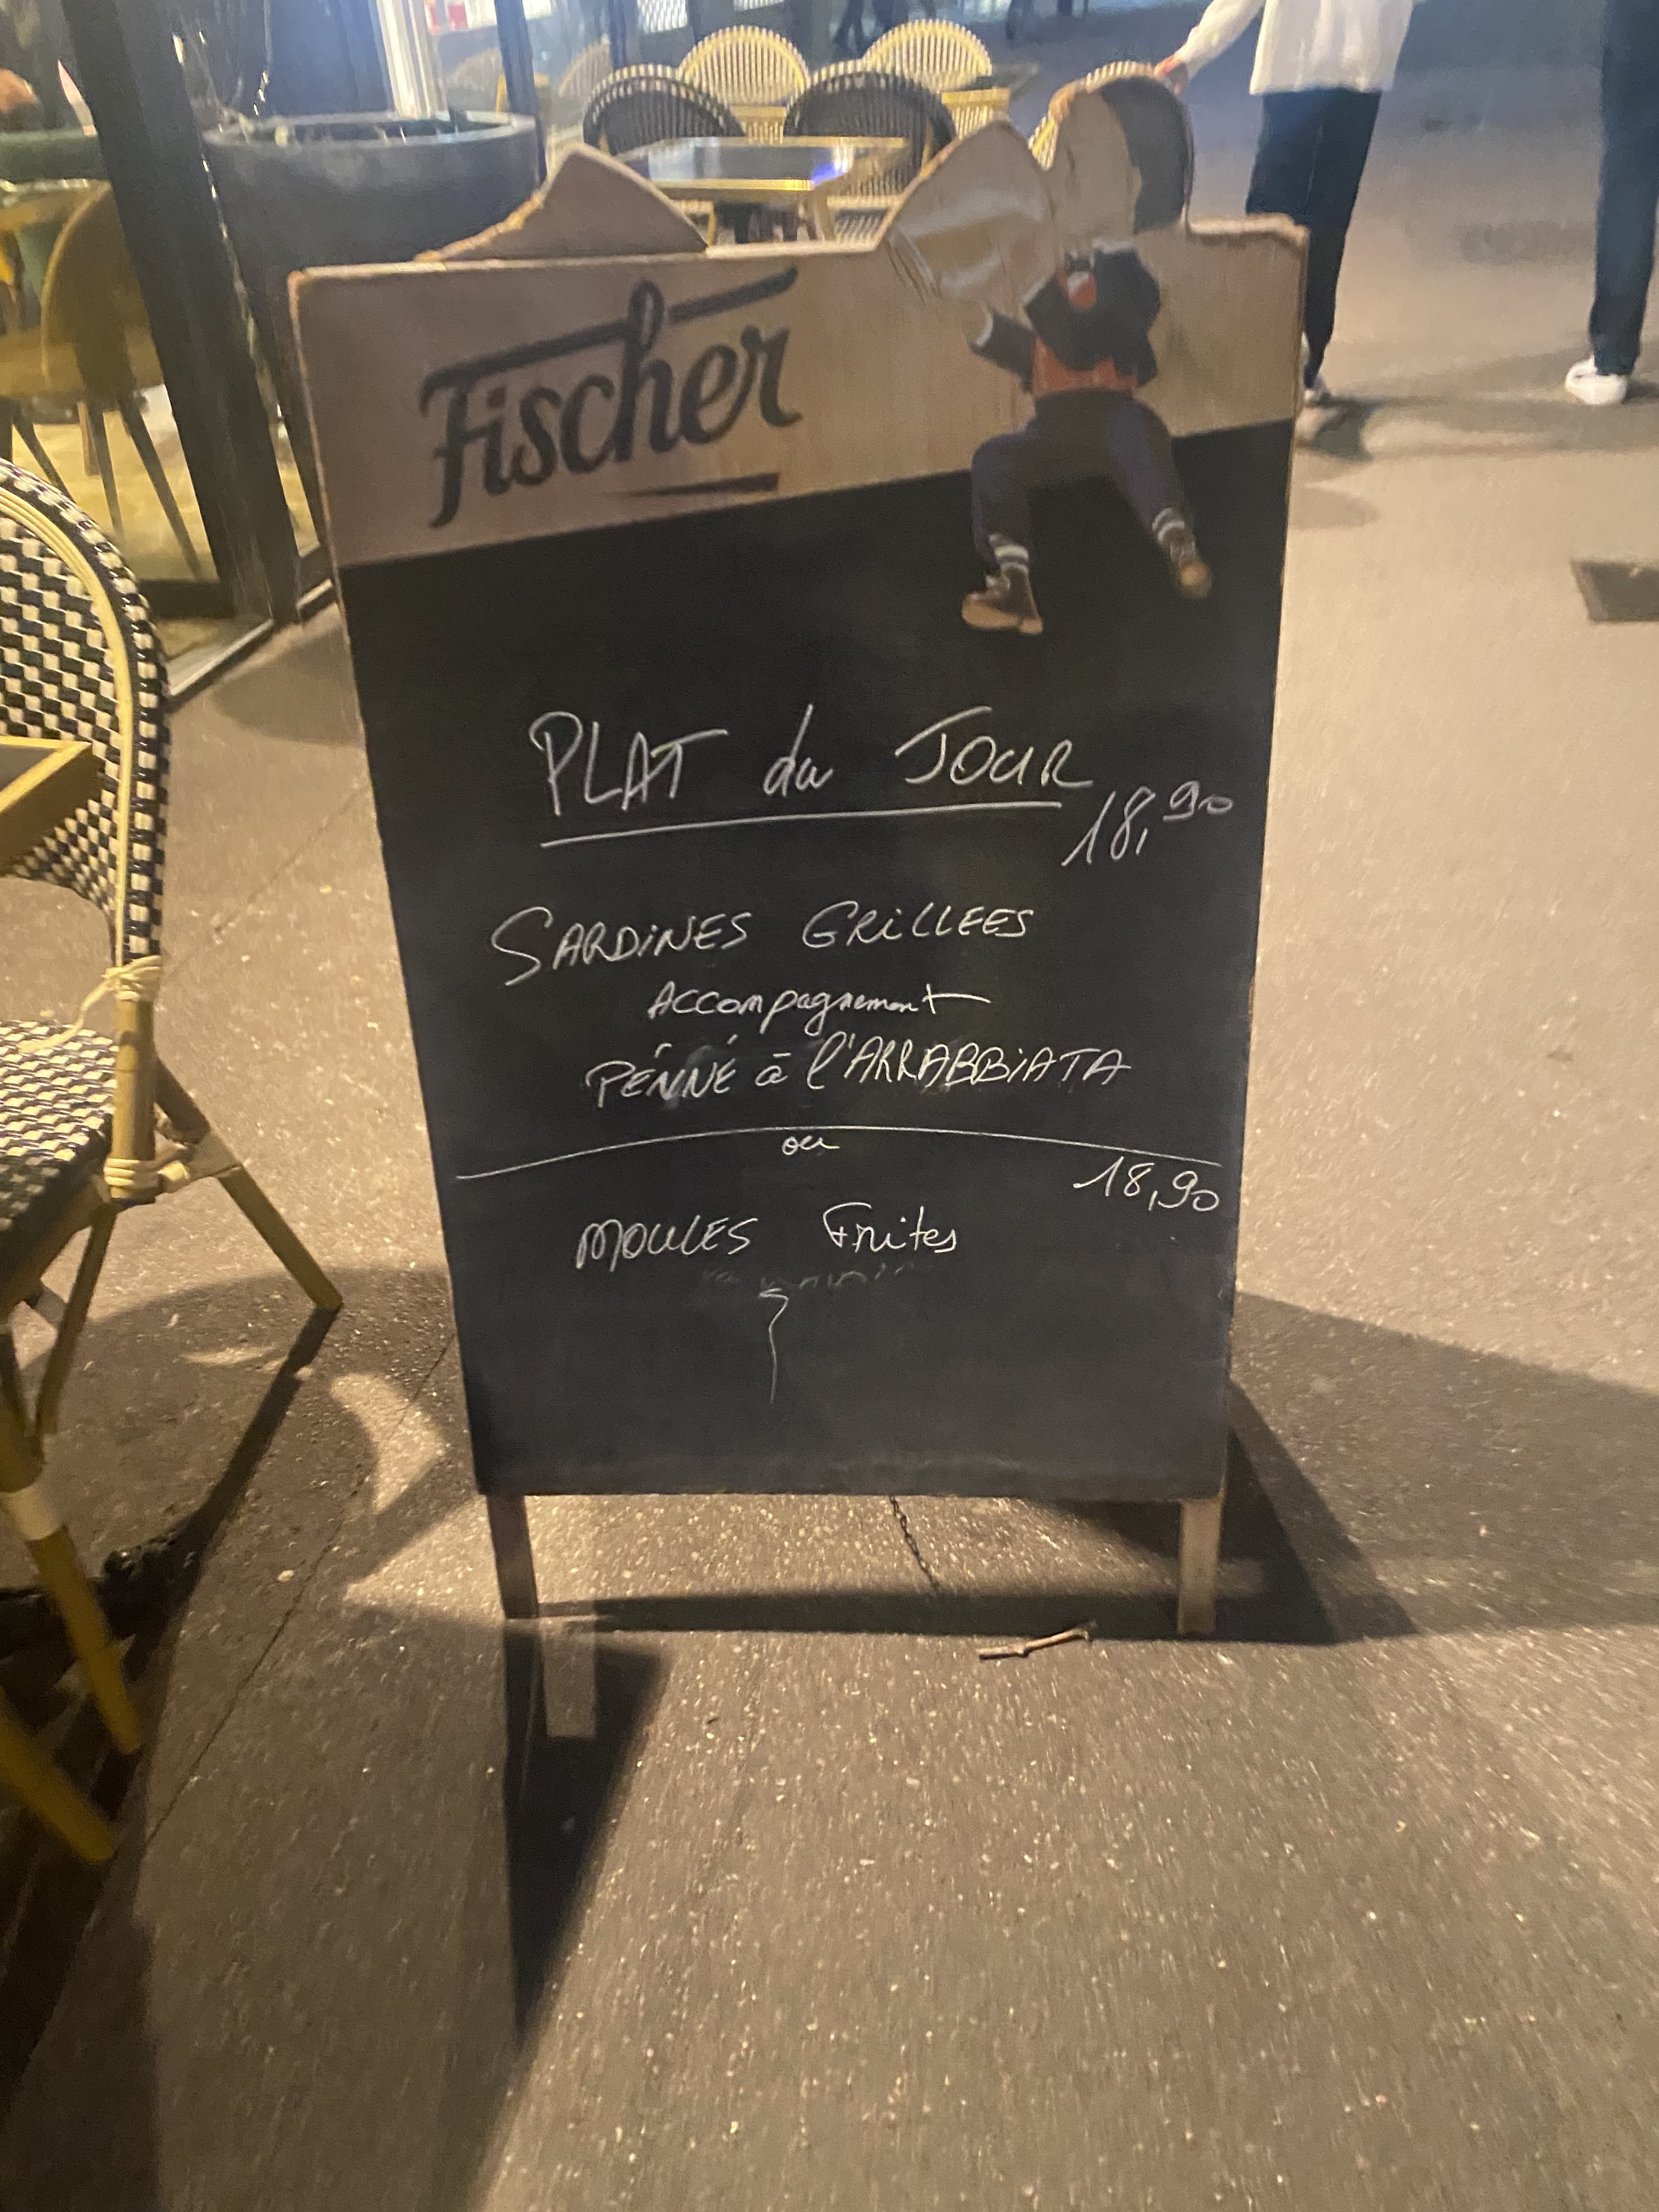 Fischer
PLAT du JOUR
18,90
SARDINES GRILLEES
Accompagnement
PÉNNÉ à l'ARRABBIATA
ou
18,90
MOULES Frites